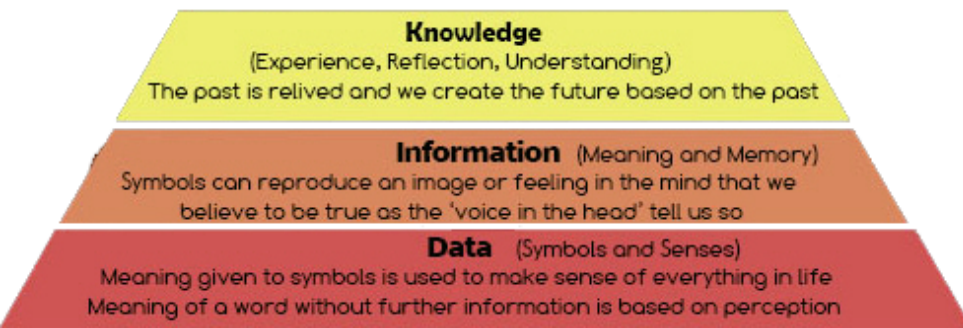 Knowledge
(Experience, Reflection, Understanding)
The past is relived and we create the future based on the past
Information (Meaning and Memory)
Symbols can reproduce an image or feeling in the mind that we
believe to be true as the 'voice in the head' tell us so
Data (Symbols and Senses)
Meaning given to symbols is used to make sense of everything in life
Meaning of a word without further information is based on perception